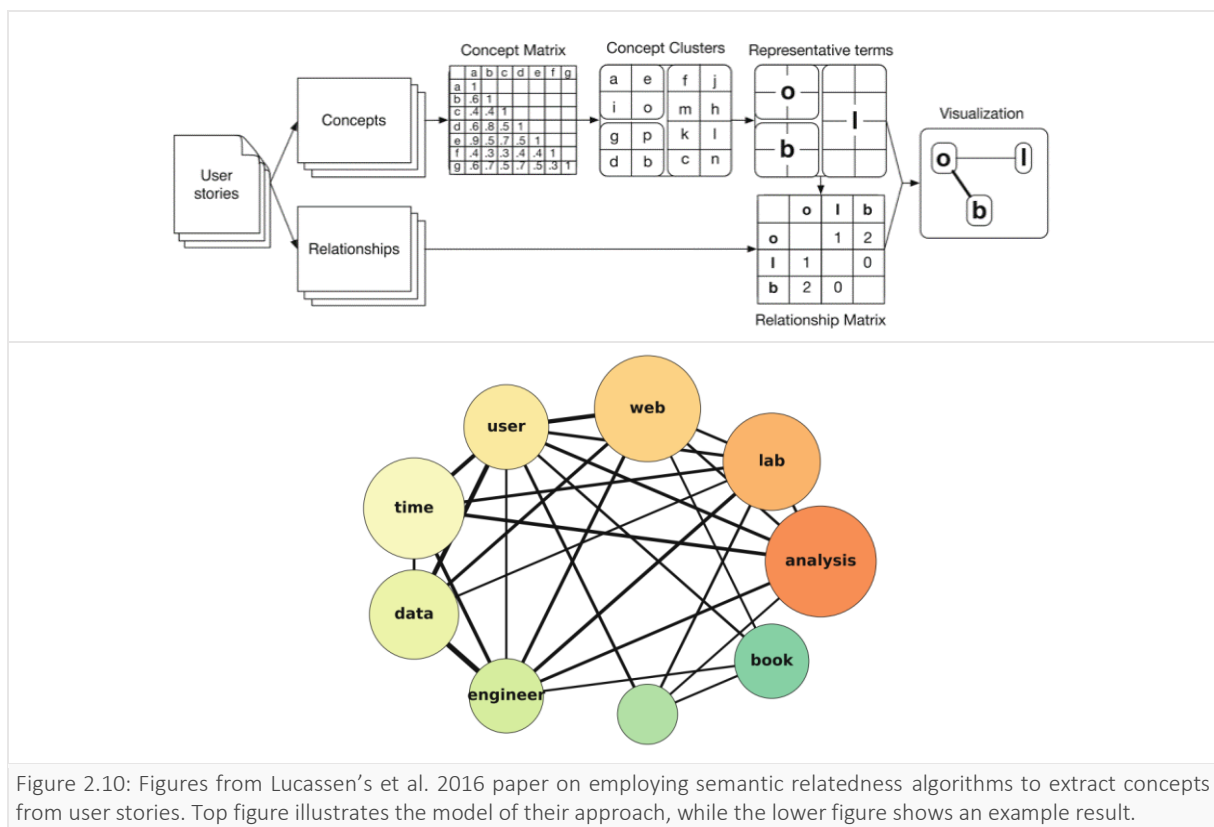 Concept Matrix
Concept Clusters
Representative terms
Visualization
User
stories
Concepts
Relationships
a b c d e f g
a 1
b .6 1
c .4 .4 1
d .6 .8 .5 1
e .9 .5 .7 .5 1
f .4 .3 .3 .4 .4 1
g .6 .7 .5 .7 .5 .3 1
a e f j
i o m h
g p k l
d b c n
o
l
b
o l b
o 1 2
l 1 0
b 2 0
Relationship Matrix
o l
b
web
user
lab
time
analysis
data
book
engineer
Figure 2.10: Figures from Lucassen’s et al. 2016 paper on employing semantic relatedness algorithms to extract concepts
from user stories. Top figure illustrates the model of their approach, while the lower figure shows an example result.